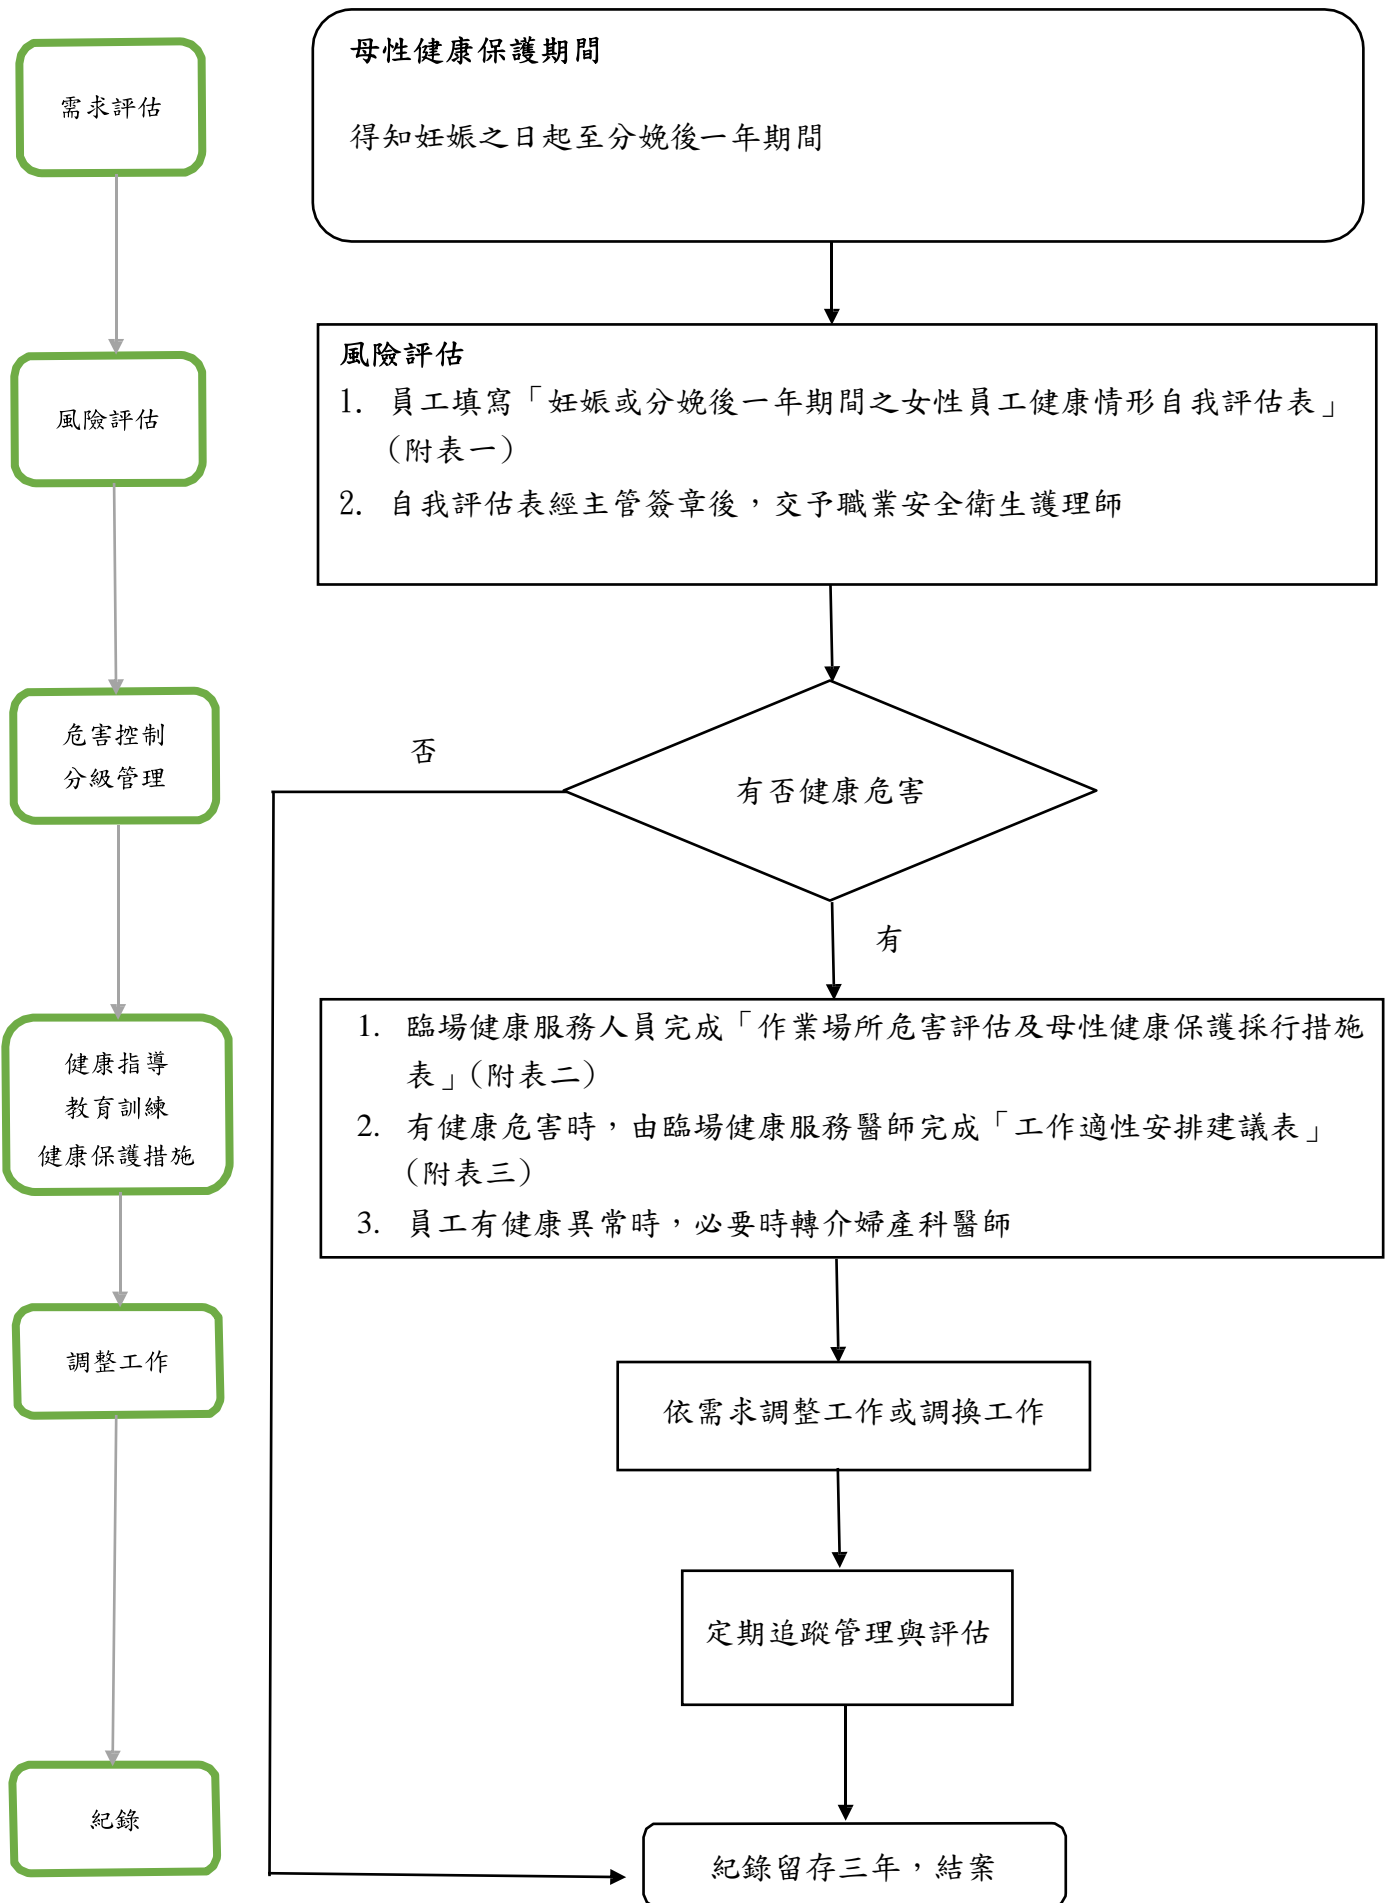 需求評估
母性健康保護期間
得知妊娠之日起至分娩後一年期間
風險評估
風險評估
1. 員工填寫「妊娠或分娩後一年期間之女性員工健康情形自我評估表」
(附表一)
2. 自我評估表經主管簽章後，交予職業安全衛生護理師
危害控制
分級管理
否
有否健康危害
有
健康指導
教育訓練
健康保護措施
1. 臨場健康服務人員完成「作業場所危害評估及母性健康保護採行措施
表」(附表二)
2. 有健康危害時，由臨場健康服務醫師完成「工作適性安排建議表」
(附表三)
3. 員工有健康異常時，必要時轉介婦產科醫師
調整工作
依需求調整工作或調換工作
定期追蹤管理與評估
紀錄
紀錄留存三年，結案